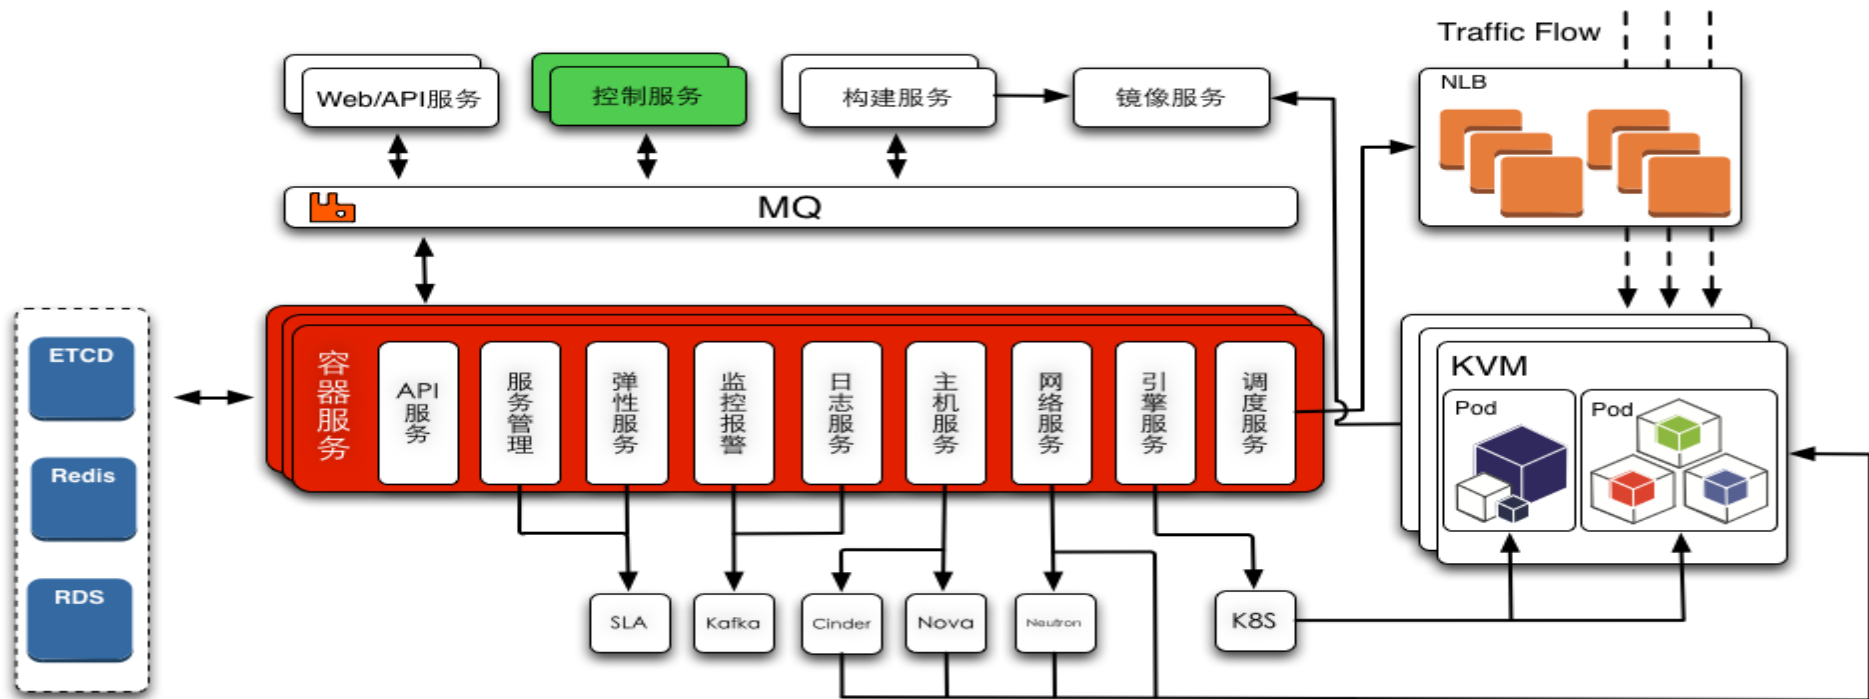 Traffic Flow
Web/API服务
控制服务
构建服务
镜像服务
NLB
MQ
ETCD
Redis
RDS
容器服务
API服务
服务管理
弹性服务
监控报警
日志服务
主机服务
网络服务
引擎服务
调度服务
KVM
Pod
Pod
SLA
Kafka
Cinder
Nova
Neutron
K8S